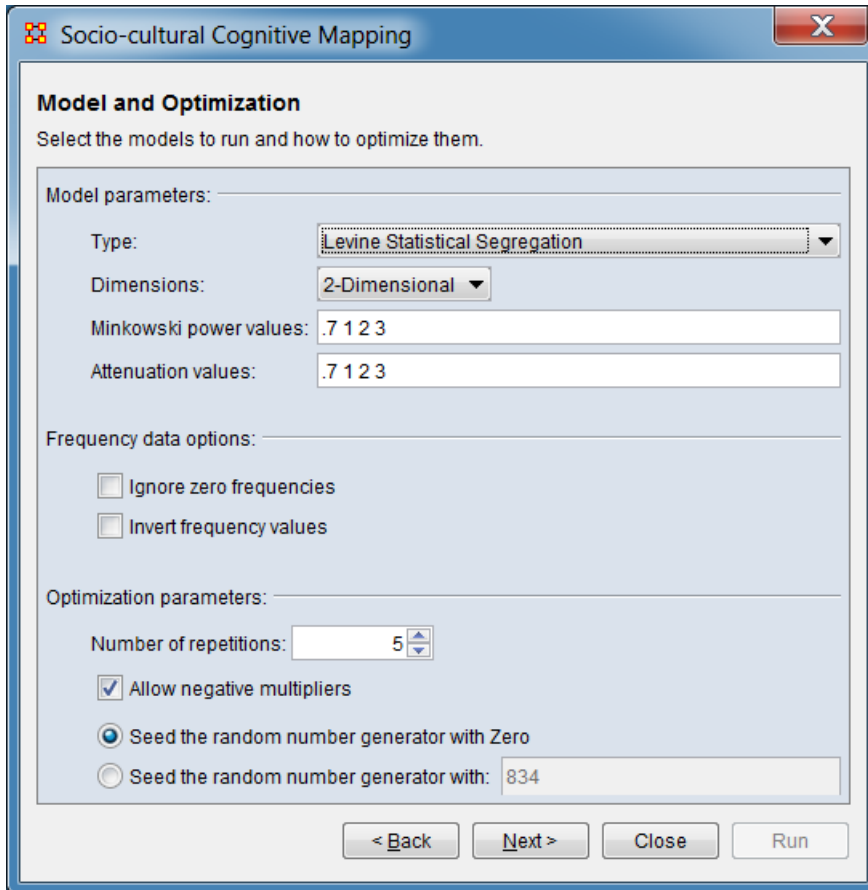 Socio-cultural Cognitive Mapping
Model and Optimization
Select the models to run and how to optimize them.
Model parameters:
Type: Levine Statistical Segregation
Dimensions: 2-Dimensional
Minkowski power values: .7 1 2 3
Attenuation values: .7 1 2 3
Frequency data options:
Ignore zero frequencies
Invert frequency values
Optimization parameters:
Number of repetitions: 5
Allow negative multipliers
Seed the random number generator with Zero
Seed the random number generator with: 834
< Back Next > Close Run